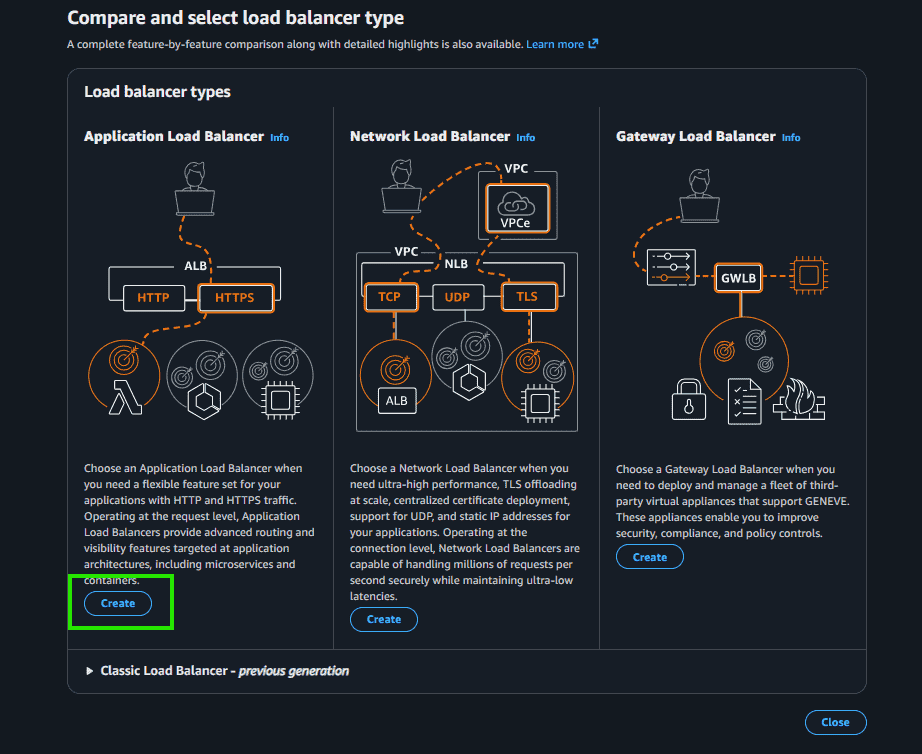 Compare and select load balancer type
A complete feature-by-feature comparison along with detailed highlights is also available. Learn more
Load balancer types
Application Load Balancer Info
ALB
HTTP
HTTPS
Choose an Application Load Balancer when
you need a flexible feature set for your
applications with HTTP and HTTPS traffic.
Operating at the request level, Application
Load Balancers provide advanced routing and
visibility features targeted at application
architectures, including microservices and
containers.
Create
Network Load Balancer Info
VPC
VPCe
VPC
NLB
TCP
UDP
TLS
ALB
Choose a Network Load Balancer when you
need ultra-high performance, TLS offloading
at scale, centralized certificate deployment,
support for UDP, and static IP addresses for
your applications. Operating at the
connection level, Network Load Balancers are
capable of handling millions of requests per
second securely while maintaining ultra-low
latencies.
Create
Gateway Load Balancer Info
GWLB
Choose a Gateway Load Balancer when you
need to deploy and manage a fleet of third-
party virtual appliances that support GENEVE.
These appliances enable you to improve
security, compliance, and policy controls.
Create
Classic Load Balancer - previous generation
Close